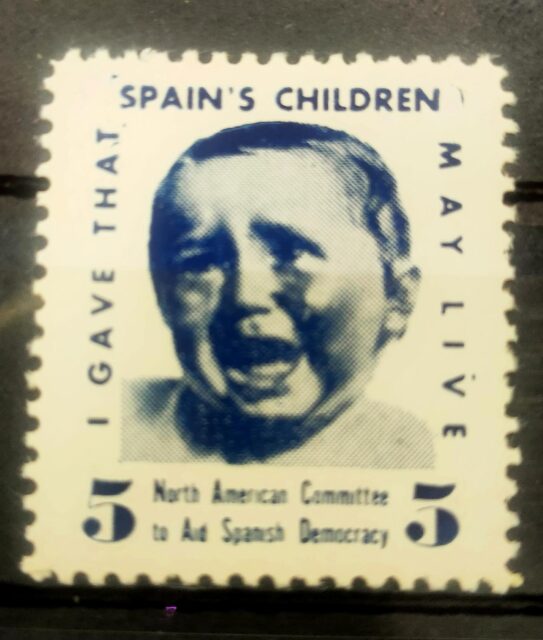 I GAVE THAT
SPAIN'S CHILDREN
MAY LIVE
5 North American Committee 5
to Aid Spanish Democracy